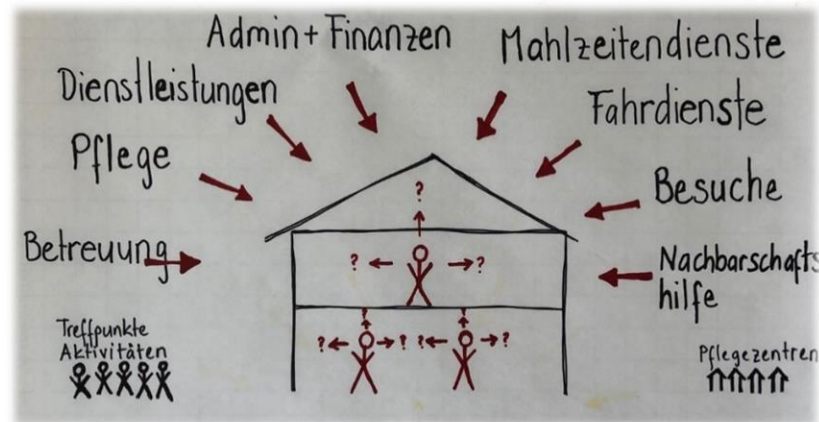 Admin + Finanzen
Mahlzeitendienste
Dienstleistungen
Fahrdienste
Pflege
Besuche
Betreuung
Nachbarschafts
hilfe
Treffpunkte
Aktivitäten
Pflegezentren
?
? ?
? ? ? ?